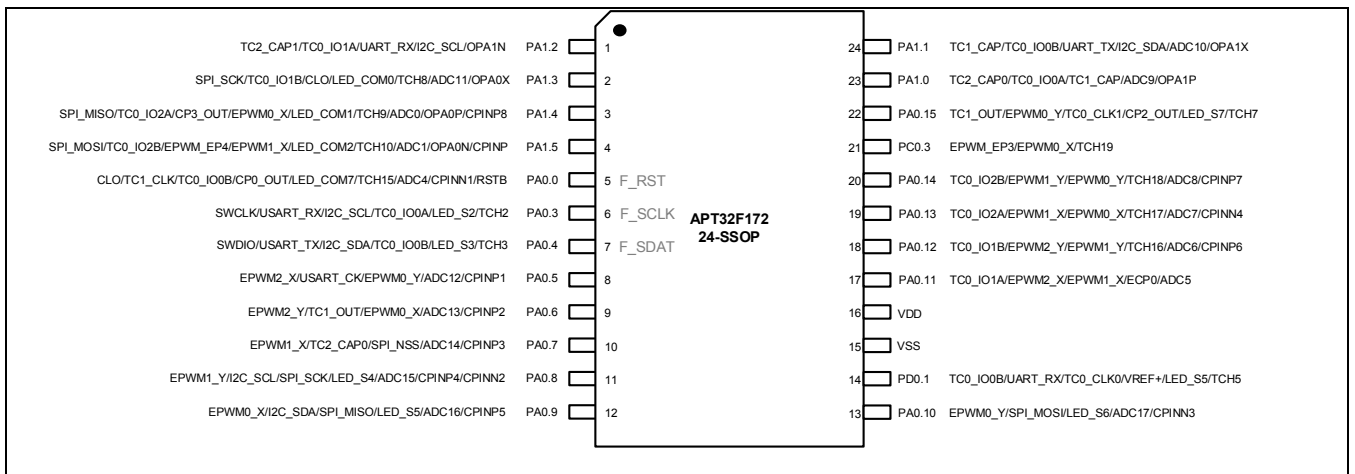 TC2_CAP1/TC0_IO1A/UART_RX/I2C_SCL/OPA1N PA1.2 1
SPI_SCK/TC0_IO1B/CLO/LED_COM0/TCH8/ADC11/OPA0X PA1.3 2
SPI_MISO/TC0_IO2A/CP3_OUT/EPWM0_X/LED_COM1/TCH9/ADC0/OPA0P/CPINP8 PA1.4 3
SPI_MOSI/TC0_IO2B/EPWM_EP4/EPWM1_X/LED_COM2/TCH10/ADC1/OPA0N/CPINP PA1.5 4
CLO/TC1_CLK/TC0_IO0B/CP0_OUT/LED_COM7/TCH15/ADC4/CPINN1/RSTB PA0.0 5 F_RST
SWCLK/USART_RX/I2C_SCL/TC0_IO0A/LED_S2/TCH2 PA0.3 6 F_SCLK
SWDIO/USART_TX/I2C_SDA/TC0_IO0B/LED_S3/TCH3 PA0.4 7 F_SDAT
EPWM2_X/USART_CK/EPWM0_Y/ADC12/CPINP1 PA0.5 8
EPWM2_Y/TC1_OUT/EPWM0_X/ADC13/CPINP2 PA0.6 9
EPWM1_X/TC2_CAP0/SPI_NSS/ADC14/CPINP3 PA0.7 10
EPWM1_Y/I2C_SCL/SPI_SCK/LED_S4/ADC15/CPINP4/CPINN2 PA0.8 11
EPWM0_X/I2C_SDA/SPI_MISO/LED_S5/ADC16/CPINP5 PA0.9 12
APT32F172
24-SSOP
24 PA1.1 TC1_CAP/TC0_IO0B/UART_TX/I2C_SDA/ADC10/OPA1X
23 PA1.0 TC2_CAP0/TC0_IO0A/TC1_CAP/ADC9/OPA1P
22 PA0.15 TC1_OUT/EPWM0_Y/TC0_CLK1/CP2_OUT/LED_S7/TCH7
21 PC0.3 EPWM_EP3/EPWM0_X/TCH19
20 PA0.14 TC0_IO2B/EPWM1_Y/EPWM0_Y/TCH18/ADC8/CPINP7
19 PA0.13 TC0_IO2A/EPWM1_X/EPWM0_X/TCH17/ADC7/CPINN4
18 PA0.12 TC0_IO1B/EPWM2_Y/EPWM1_Y/TCH16/ADC6/CPINP6
17 PA0.11 TC0_IO1A/EPWM2_X/EPWM1_X/ECP0/ADC5
16 VDD
15 VSS
14 PD0.1 TC0_IO0B/UART_RX/TC0_CLK0/VREF+/LED_S5/TCH5
13 PA0.10 EPWM0_Y/SPI_MOSI/LED_S6/ADC17/CPINN3